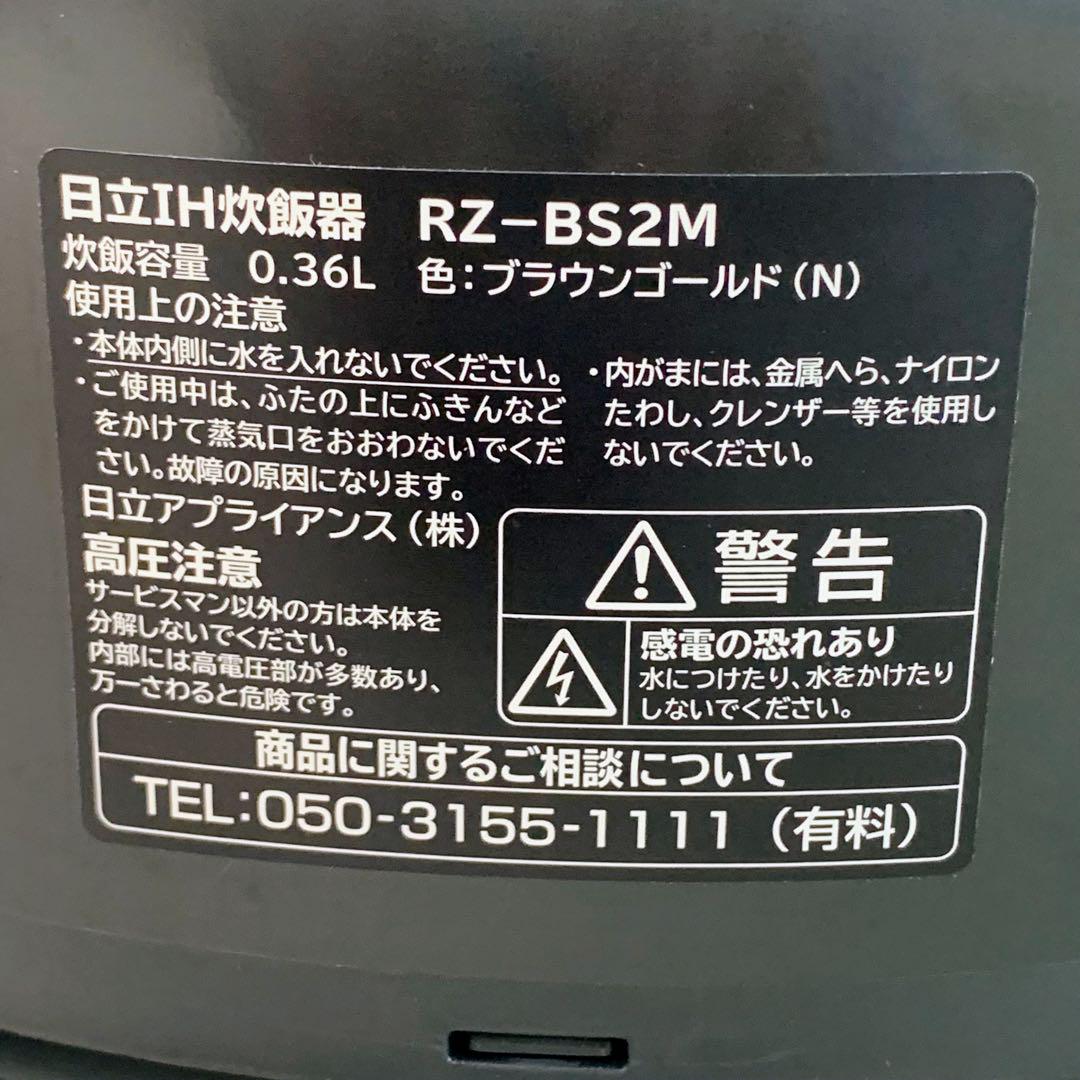 日立IH炊飯器 RZ-BS2M
炊飯容量 0.36L 色:ブラウンゴールド(N)
使用上の注意
・本体内側に水を入れないでください。
・ご使用中は、ふたの上にふきんなど
をかけて蒸気口をおおわないでくだ
さい。故障の原因になります。
・内がまには、金属へら、ナイロン
たわし、クレンザー等を使用し
ないでください。
日立アプライアンス(株)
高圧注意
サービスマン以外の方は本体を
分解しないでください。
内部には高電圧部が多数あり、
万一さわると危険です。
警告
感電の恐れあり
水につけたり、水をかけたり
しないでください。
商品に関するご相談について
TEL:050-3155-1111(有料)